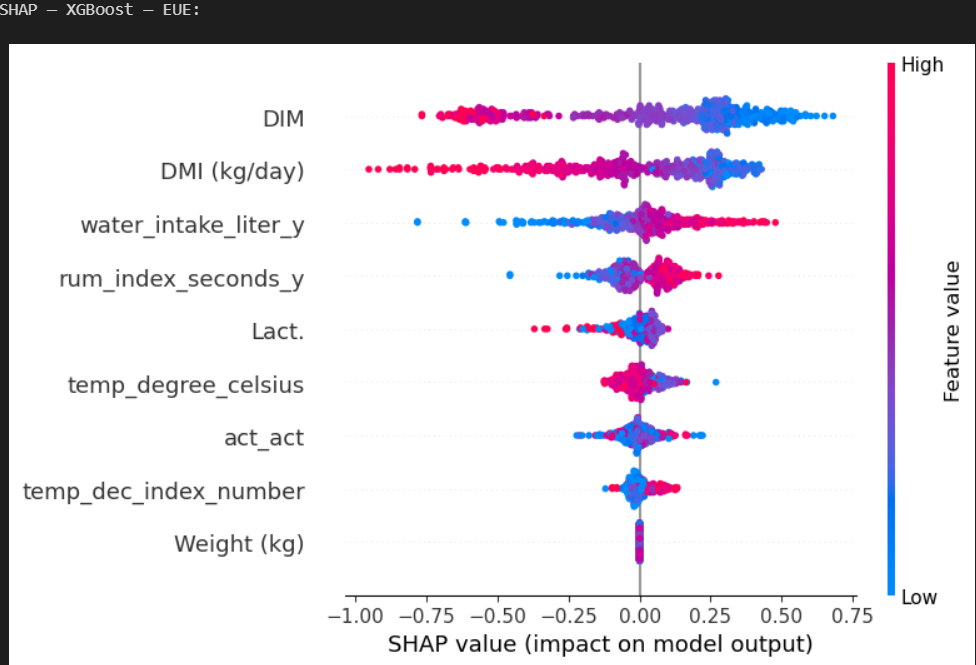 SHAP — XGBoost — EUE:
High
DIM
DMI (kg/day)
water_intake_liter_y
rum_index_seconds_y
Lact.
temp_degree_celsius
act_act
temp_dec_index_number
Weight (kg)
Feature value
Low
−1.00 −0.75 −0.50 −0.25 0.00 0.25 0.50 0.75
SHAP value (impact on model output)